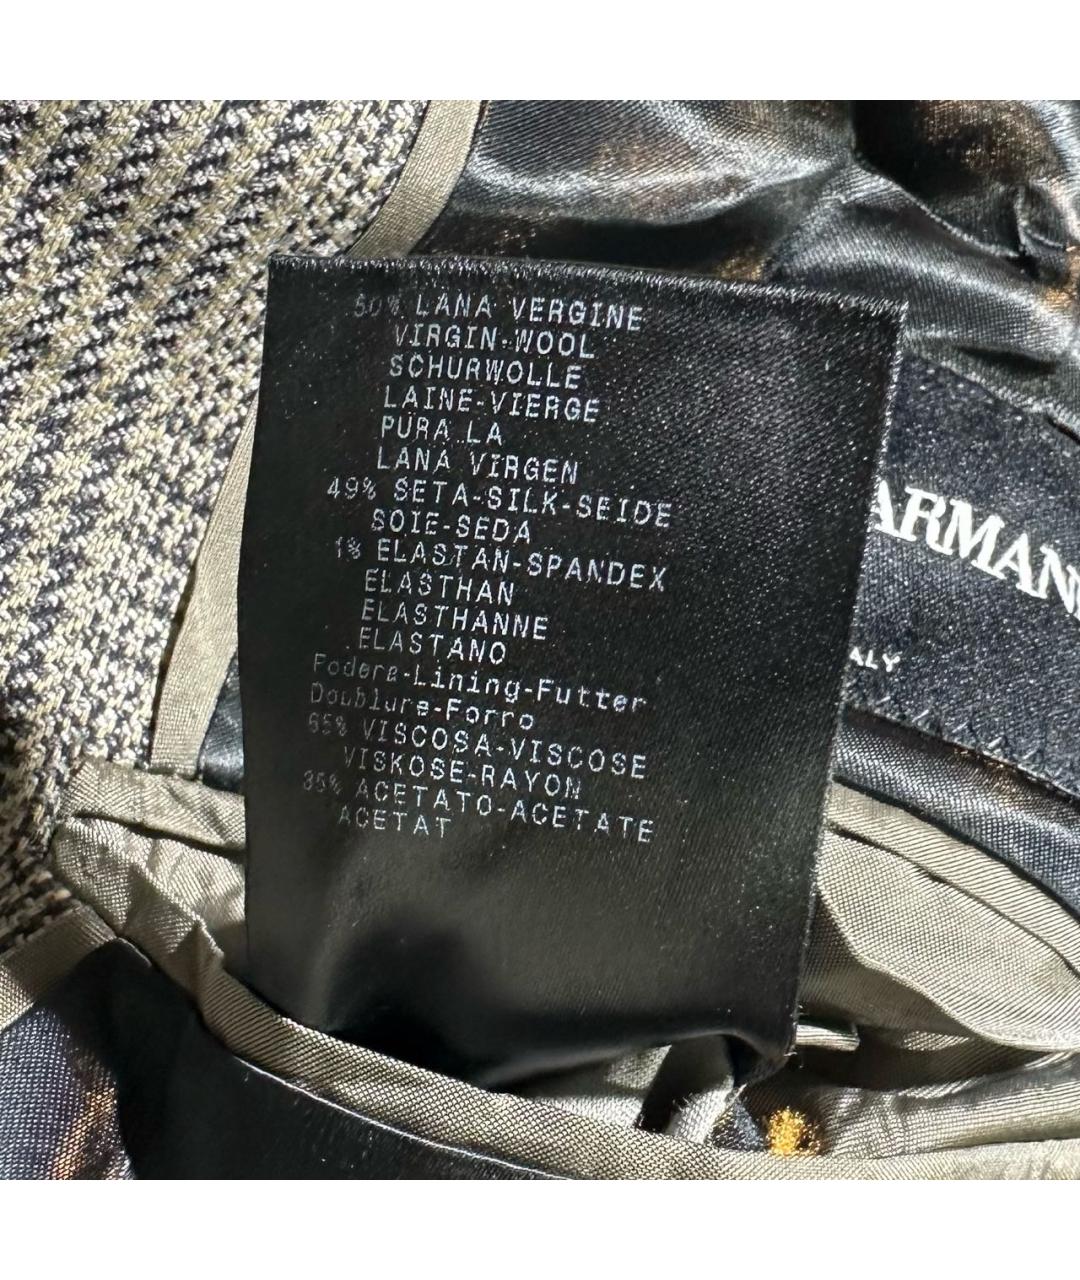 50% LANA VERGINE
VIRGIN-WOOL
SCHURWOLLE
LAINE-VIERGE
PURA LA
LANA VIRGEN
49% SETA-SILK-SEIDE
SOIE-SEDA
1% ELASTAN-SPANDEX
ELASTHAN
ELASTHANNE
ELASTANO
Fodera-Lining-Futter
Doublure-Forro
65% VISCOSA-VISCOSE
VISKOSE-RAYON
35% ACETATO-ACETATE
ACETAT
ARMAN
ALY